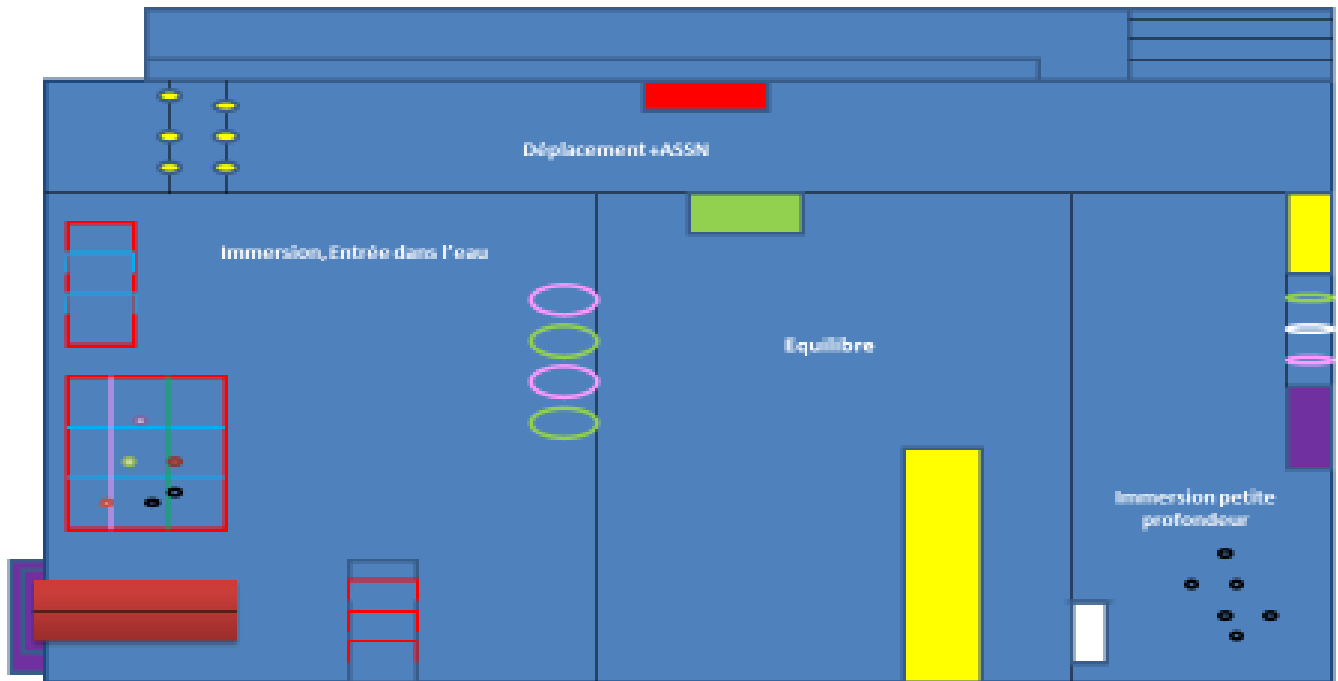 Déplacement +ASSN
Immersion, Entrée dans l'eau
Equilibre
Immersion petite
profondeur